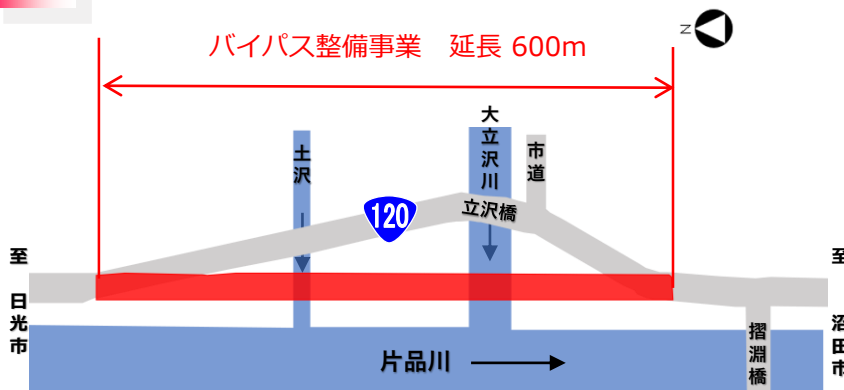 バイパス整備事業　延長 600m
N
大立沢川
市道
土沢
120
立沢橋
至 日光市
至 沼田市
摺淵橋
片品川